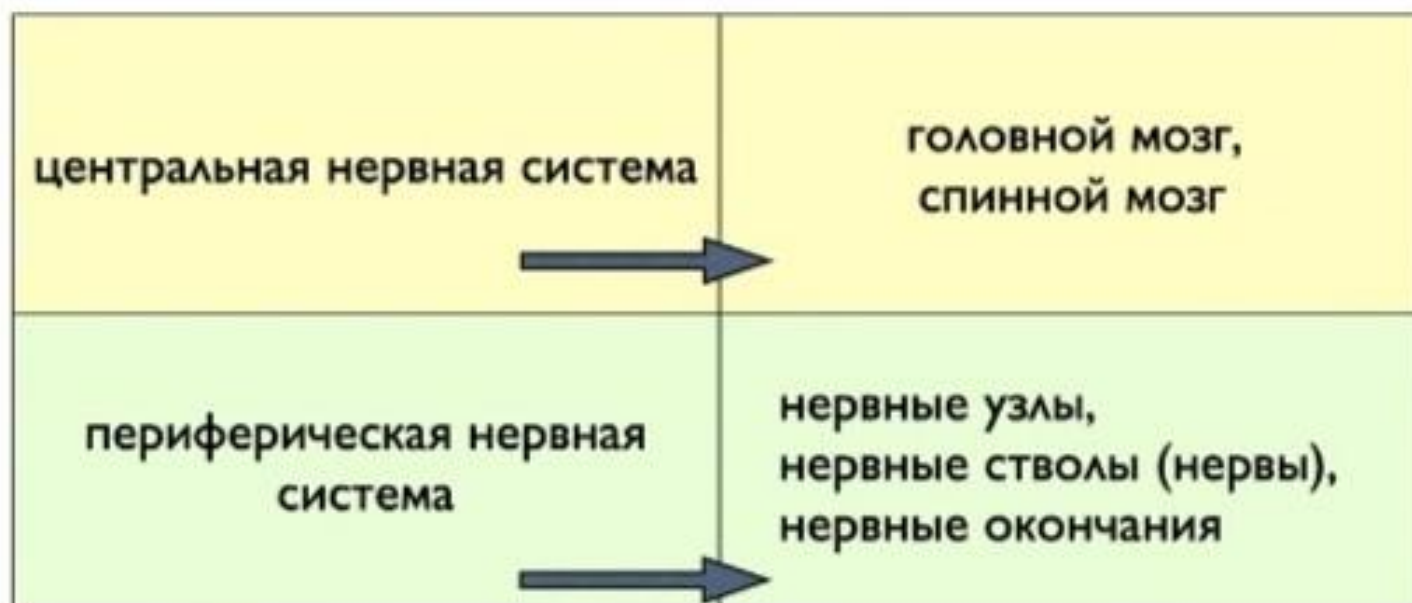 центральная нервная система
головной мозг,
спинной мозг
периферическая нервная
система
нервные узлы,
нервные стволы (нервы),
нервные окончания